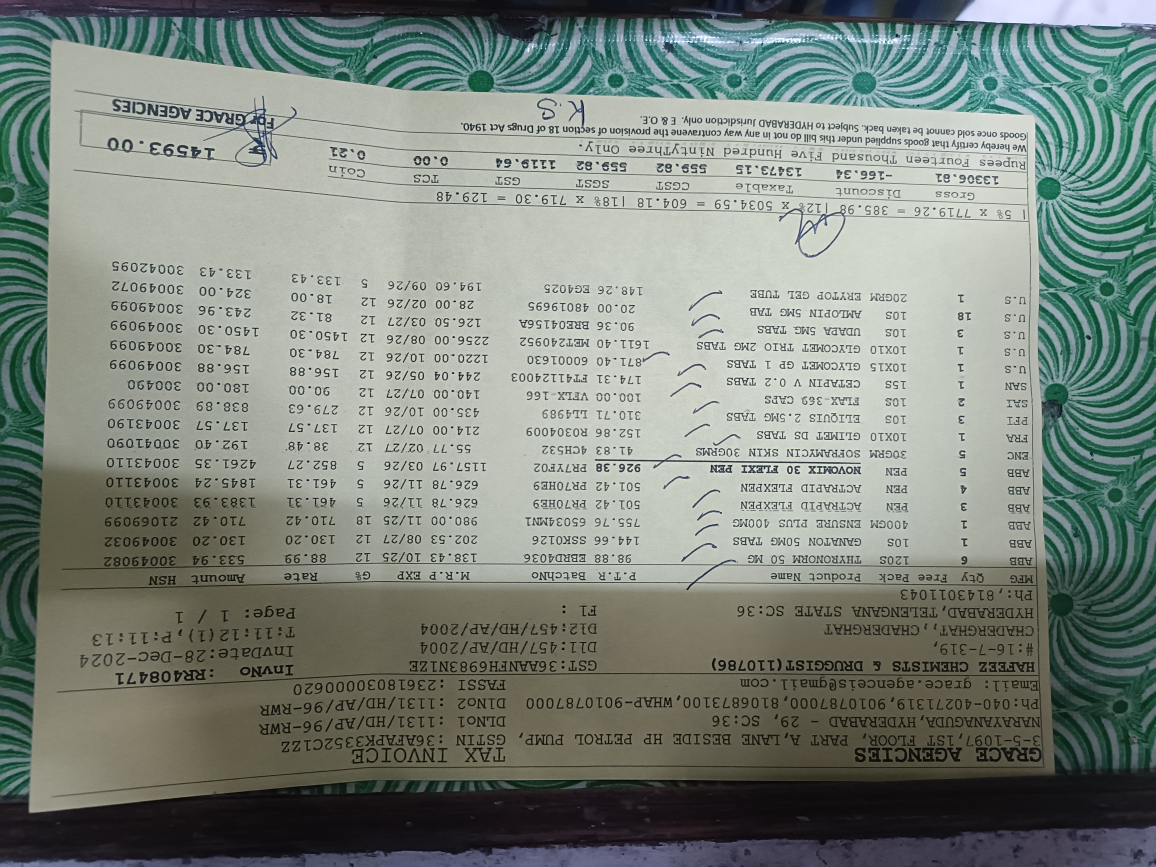 GRACE AGENCIES TAX INVOICE
3-5-1097,1ST FLOOR, PART A,LANE BESIDE HP PETROL PUMP, GSTIN :36AFAPK3352C1ZZ
NARAYANAGUDA,HYDERABAD - 29, SC:36 DLNO1 :1131/HD/AP/96-RWR
Ph:040-40271319,9010787000,8106873100,WHAP-9010787000 DLNO2 :1131/HD/AP/96-RWR
Email: grace.agencies@gmail.com FASSI :23618030000620
HAFEEZ CHEMISTS & DRUGGIST(110786) GST:36AANFH6983N1ZE InvNo :RR408471
#:16-7-319, D11:457/HD/AP/2004 InvDate:28-Dec-2024
CHADERGHAT,,CHADERGHAT D12:457/HD/AP/2004 T:11:12(1),P:11:13
HYDERABAD,TELENGANA STATE SC:36 F1 : Page: 1 / 1
Ph:,8143011043
MFG Qty Free Pack Product Name P.T.R BatchNo M.R.P EXP G% Rate Amount HSN
ABB 6 120S THYRONORM 50 MG 98.88 EBRD4036 138.43 10/25 12 88.99 533.94 30049082
ABB 1 10S GANATON 50MG TABS 144.66 SSK0126 202.53 08/27 12 130.20 130.20 30049032
ABB 1 400GM ENSURE PLUS 400MG 755.76 65034MN1 980.00 11/25 18 710.42 710.42 21069099
ABB 3 PEN ACTRAPID FLEXPEN 501.42 PR70HE9 626.78 11/26 5 461.31 1383.93 30043110
ABB 4 PEN ACTRAPID FLEXPEN 501.42 PR70HE9 626.78 11/26 5 461.31 1845.24 30043110
ABB 5 PEN NOVOMIX 30 FLEXI PEN 926.38 PR7YF02 1157.97 03/26 5 852.27 4261.35 30043110
ENC 5 30GRM SOFRAMYCIN SKIN 30GRMS 41.83 4CH532 55.77 02/27 12 38.48 192.40 30041090
FRA 1 10X10 GLIMET DS TABS 152.86 R0304009 214.00 07/27 12 137.57 137.57 30043190
PFI 3 10S ELIQUIS 2.5MG TABS 310.71 LL4989 435.00 10/26 12 279.63 838.89 30049099
SAI 2 10S FLAX-369 CAPS 100.00 VFLX-166 140.00 07/27 12 90.00 180.00 300490
SAN 1 15S CETAPIN V 0.2 TABS 174.31 FT41124003 244.04 05/26 12 156.88 156.88 30049099
U.S 1 10X15 GLYCOMET GP 1 TABS 871.40 60001630 1220.00 10/26 12 784.30 784.30 30049099
U.S 1 10X10 GLYCOMET TRIO 2MG TABS 1611.40 MET240952 2256.00 08/26 12 1450.30 1450.30 30049099
U.S 3 10S UDAPA 5MG TABS 90.36 BRE04156A 126.50 03/27 12 81.32 243.96 30049099
U.S 18 10S AMLOPIN 5MG TAB 20.00 48019695 28.00 02/26 12 18.00 324.00 30049072
U.S 1 20GRM ERYTOP GEL TUBE 148.26 EG4025 194.60 09/26 5 133.43 133.43 30042095
| 5% x 7719.26 = 385.98 |12% x 5034.59 = 604.18 |18% x 719.30 = 129.48
Gross Discount Taxable CGST SGST GST TCS Coin
13306.81 -166.34 13473.15 559.82 559.82 1119.64 0.00 0.21 14593.00
Rupees Fourteen Thousand Five Hundred NintyThree Only.
We hereby certify that goods supplied under this bill do not in any way contravene the provision of section 18 of Drugs Act 1940.
Goods once sold cannot be taken back. Subject to HYDERABAD Jurisdiction only. E & O.E. For GRACE AGENCIES
K.S